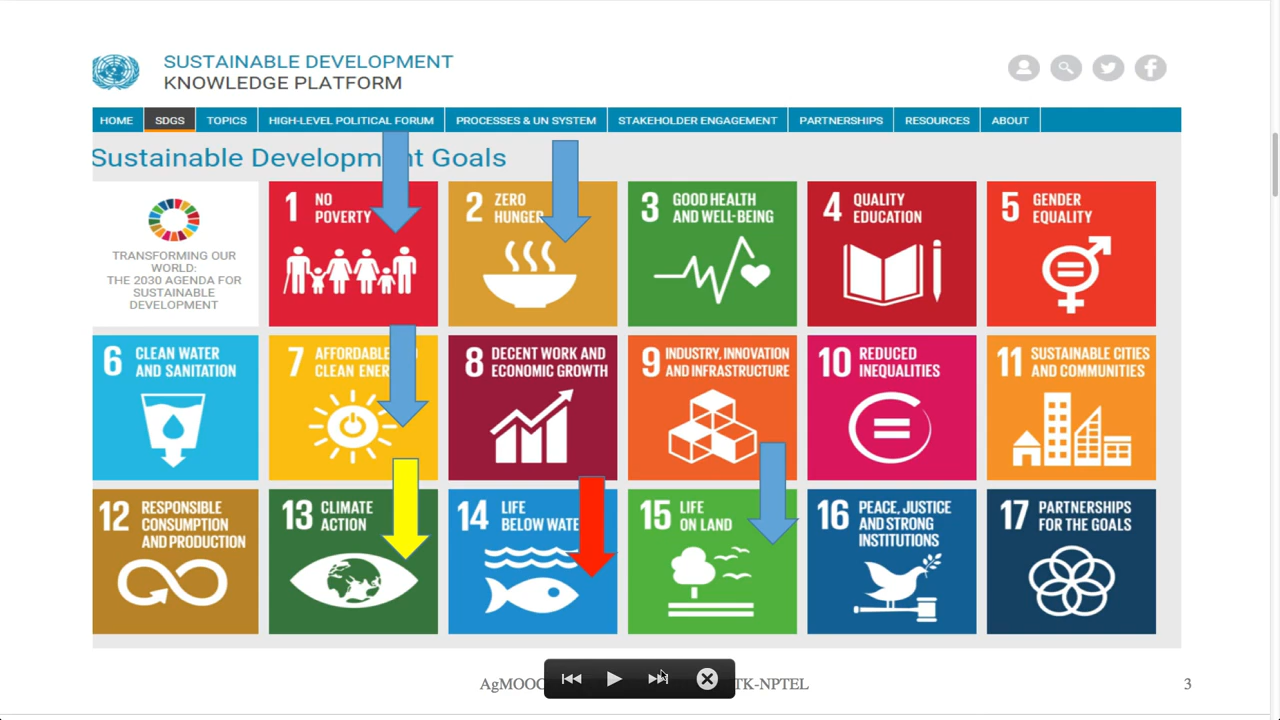 SUSTAINABLE DEVELOPMENT
KNOWLEDGE PLATFORM
HOME SDGS TOPICS HIGH-LEVEL POLITICAL FORUM PROCESSES & UN SYSTEM STAKEHOLDER ENGAGEMENT PARTNERSHIPS RESOURCES ABOUT
Sustainable Development Goals
TRANSFORMING OUR
WORLD:
THE 2030 AGENDA FOR
SUSTAINABLE
DEVELOPMENT
1 NO
POVERTY
2 ZERO
HUNGER
3 GOOD HEALTH
AND WELL-BEING
4 QUALITY
EDUCATION
5 GENDER
EQUALITY
6 CLEAN WATER
AND SANITATION
7 AFFORDABLE
CLEAN
8 DECENT WORK AND
ECONOMIC GROWTH
9 INDUSTRY, INNOVATION
AND INFRASTRUCTURE
10 REDUCED
INEQUALITIES
11 SUSTAINABLE CITIES
AND COMMUNITIES
12 RESPONSIBLE
CONSUMPTION
AND PRODUCTION
13 CLIMATE
ACTION
14 LIFE
BELOW
15 LIFE
ON LAND
16 PEACE, JUSTICE
AND STRONG
INSTITUTIONS
17 PARTNERSHIPS
FOR THE GOALS
TK-NPTEL
3